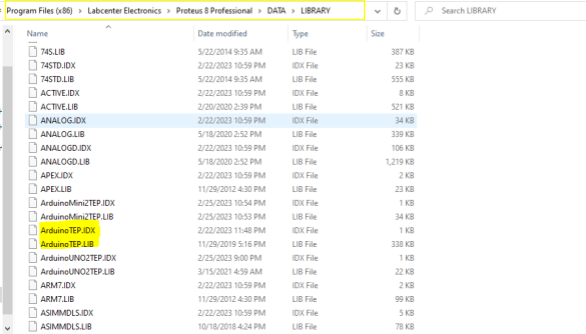 Program Files (x86) > Labcenter Electronics > Proteus 8 Professional > DATA > LIBRARY
Search LIBRARY
Name Date modified Type Size
74S.LIB 5/22/2014 9:35 AM LIB File 387 KB
74STD.IDX 2/22/2023 10:59 PM IDX File 23 KB
74STD.LIB 5/22/2014 9:35 AM LIB File 555 KB
ACTIVE.IDX 2/22/2023 10:59 PM IDX File 8 KB
ACTIVE.LIB 2/20/2020 2:39 PM LIB File 521 KB
ANALOG.IDX 2/22/2023 10:59 PM IDX File 34 KB
ANALOG.LIB 5/18/2020 2:52 PM LIB File 339 KB
ANALOGD.IDX 2/22/2023 10:59 PM IDX File 106 KB
ANALOGD.LIB 5/18/2020 2:52 PM LIB File 1,219 KB
APEX.IDX 2/22/2023 10:59 PM IDX File 2 KB
APEX.LIB 11/29/2012 4:30 PM LIB File 23 KB
ArduinoMini2TEP.IDX 2/25/2023 10:54 PM IDX File 1 KB
ArduinoMini2TEP.LIB 2/25/2023 10:53 PM LIB File 34 KB
ArduinoTEP.IDX 2/22/2023 11:48 PM IDX File 1 KB
ArduinoTEP.LIB 11/29/2019 5:16 PM LIB File 338 KB
ArduinoUNO2TEP.IDX 2/25/2023 9:00 PM IDX File 1 KB
ArduinoUNO2TEP.LIB 3/15/2021 4:59 AM LIB File 22 KB
ARM7.IDX 2/22/2023 10:59 PM IDX File 2 KB
ARM7.LIB 11/29/2012 4:30 PM LIB File 99 KB
ASIMMDLS.IDX 2/22/2023 10:59 PM IDX File 5 KB
ASIMMDLS.LIB 10/18/2018 4:24 PM LIB File 78 KB